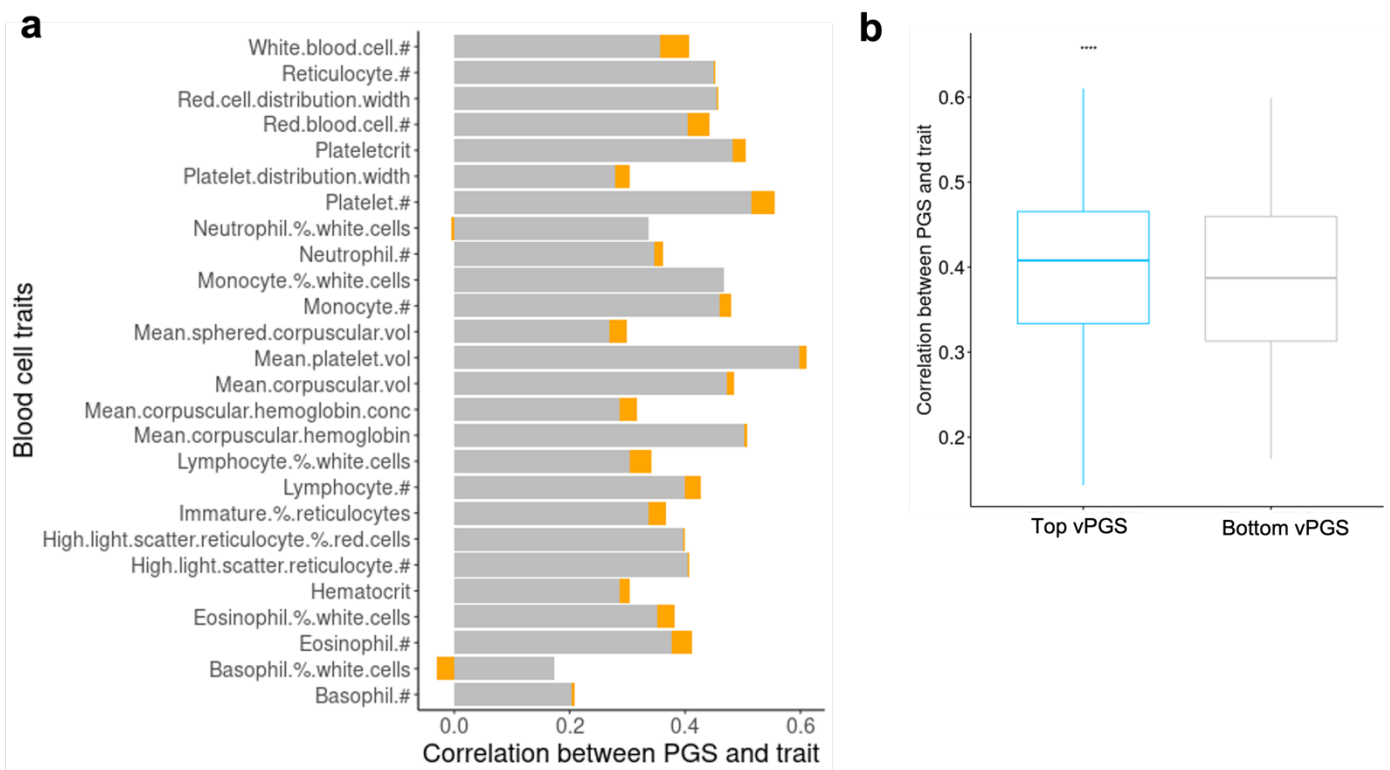 a
Blood cell traits
White.blood.cell.#
Reticulocyte.#
Red.cell.distribution.width
Red.blood.cell.#
Plateletcrit
Platelet.distribution.width
Platelet.#
Neutrophil.%.white.cells
Neutrophil.#
Monocyte.%.white.cells
Monocyte.#
Mean.sphered.corpuscular.vol
Mean.platelet.vol
Mean.corpuscular.vol
Mean.corpuscular.hemoglobin.conc
Mean.corpuscular.hemoglobin
Lymphocyte.%.white.cells
Lymphocyte.#
Immature.%.reticulocytes
High.light.scatter.reticulocyte.%.red.cells
High.light.scatter.reticulocyte.#
Hematocrit
Eosinophil.%.white.cells
Eosinophil.#
Basophil.%.white.cells
Basophil.#
0.0 0.2 0.4 0.6
Correlation between PGS and trait
b
Correlation between PGS and trait
****
0.6
0.5
0.4
0.3
0.2
Top vPGS Bottom vPGS